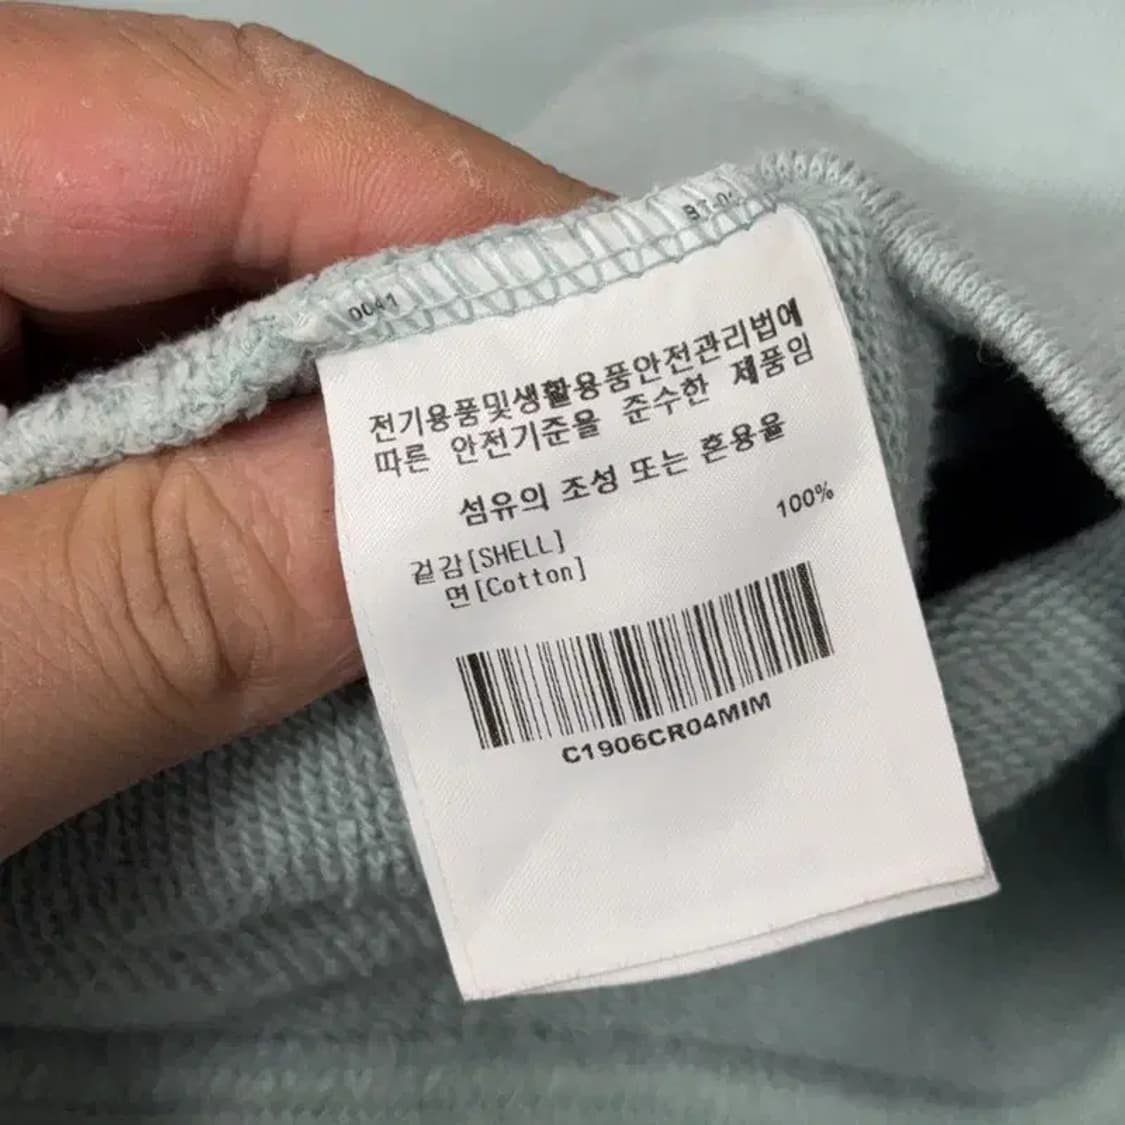 0041
전기용품및생활용품안전관리법에
따른 안전기준을 준수한 제품임
섬유의 조성 또는 혼용율
100%
겉감[SHELL]
면[Cotton]
C1906CR04MIM